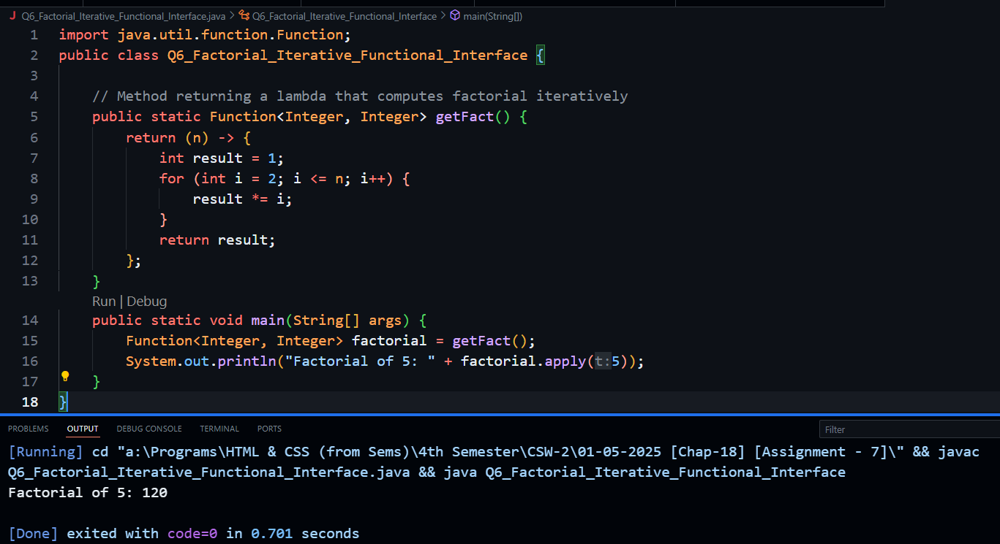 J Q6_Factorial_Iterative_Functional_Interface.java > Q6_Factorial_Iterative_Functional_Interface > main(String[])
1 import java.util.function.Function;
2 public class Q6_Factorial_Iterative_Functional_Interface {
3
4     // Method returning a lambda that computes factorial iteratively
5     public static Function<Integer, Integer> getFact() {
6         return (n) -> {
7             int result = 1;
8             for (int i = 2; i <= n; i++) {
9                 result *= i;
10             }
11             return result;
12         };
13     }
Run | Debug
14     public static void main(String[] args) {
15         Function<Integer, Integer> factorial = getFact();
16         System.out.println("Factorial of 5: " + factorial.apply(t:5));
17     }
18 }
PROBLEMS OUTPUT DEBUG CONSOLE TERMINAL PORTS Filter
[Running] cd "a:\Programs\HTML & CSS (from Sems)\4th Semester\CSW-2\01-05-2025 [Chap-18] [Assignment - 7]\" && javac
Q6_Factorial_Iterative_Functional_Interface.java && java Q6_Factorial_Iterative_Functional_Interface
Factorial of 5: 120
[Done] exited with code=0 in 0.701 seconds